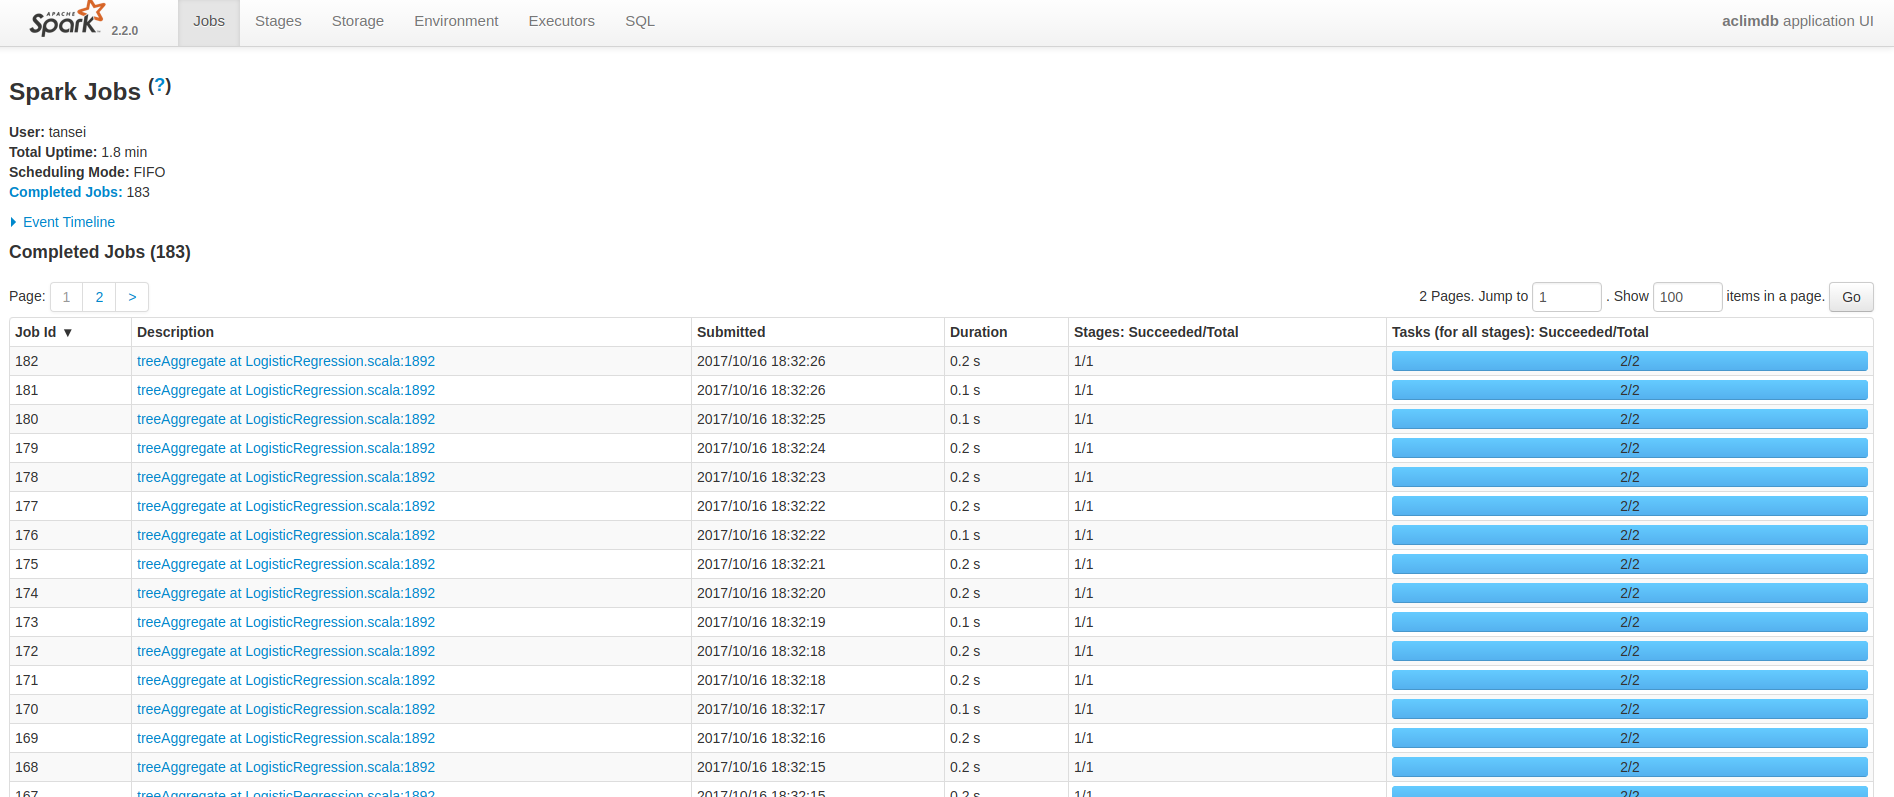 APACHE Spark 2.2.0 Jobs Stages Storage Environment Executors SQL aclimdb application UI
Spark Jobs (?)
User: tansei
Total Uptime: 1.8 min
Scheduling Mode: FIFO
Completed Jobs: 183
Event Timeline
Completed Jobs (183)
Page: 1 2 > 2 Pages. Jump to 1 . Show 100 items in a page. Go
Job Id ▼ Description Submitted Duration Stages: Succeeded/Total Tasks (for all stages): Succeeded/Total
182 treeAggregate at LogisticRegression.scala:1892 2017/10/16 18:32:26 0.2 s 1/1 2/2
181 treeAggregate at LogisticRegression.scala:1892 2017/10/16 18:32:26 0.1 s 1/1 2/2
180 treeAggregate at LogisticRegression.scala:1892 2017/10/16 18:32:25 0.1 s 1/1 2/2
179 treeAggregate at LogisticRegression.scala:1892 2017/10/16 18:32:24 0.2 s 1/1 2/2
178 treeAggregate at LogisticRegression.scala:1892 2017/10/16 18:32:23 0.2 s 1/1 2/2
177 treeAggregate at LogisticRegression.scala:1892 2017/10/16 18:32:22 0.2 s 1/1 2/2
176 treeAggregate at LogisticRegression.scala:1892 2017/10/16 18:32:22 0.1 s 1/1 2/2
175 treeAggregate at LogisticRegression.scala:1892 2017/10/16 18:32:21 0.2 s 1/1 2/2
174 treeAggregate at LogisticRegression.scala:1892 2017/10/16 18:32:20 0.2 s 1/1 2/2
173 treeAggregate at LogisticRegression.scala:1892 2017/10/16 18:32:19 0.1 s 1/1 2/2
172 treeAggregate at LogisticRegression.scala:1892 2017/10/16 18:32:18 0.2 s 1/1 2/2
171 treeAggregate at LogisticRegression.scala:1892 2017/10/16 18:32:18 0.2 s 1/1 2/2
170 treeAggregate at LogisticRegression.scala:1892 2017/10/16 18:32:17 0.1 s 1/1 2/2
169 treeAggregate at LogisticRegression.scala:1892 2017/10/16 18:32:16 0.2 s 1/1 2/2
168 treeAggregate at LogisticRegression.scala:1892 2017/10/16 18:32:15 0.2 s 1/1 2/2
167 treeAggregate at LogisticRegression.scala:1892 2017/10/16 18:32:15 0.2 s 1/1 2/2